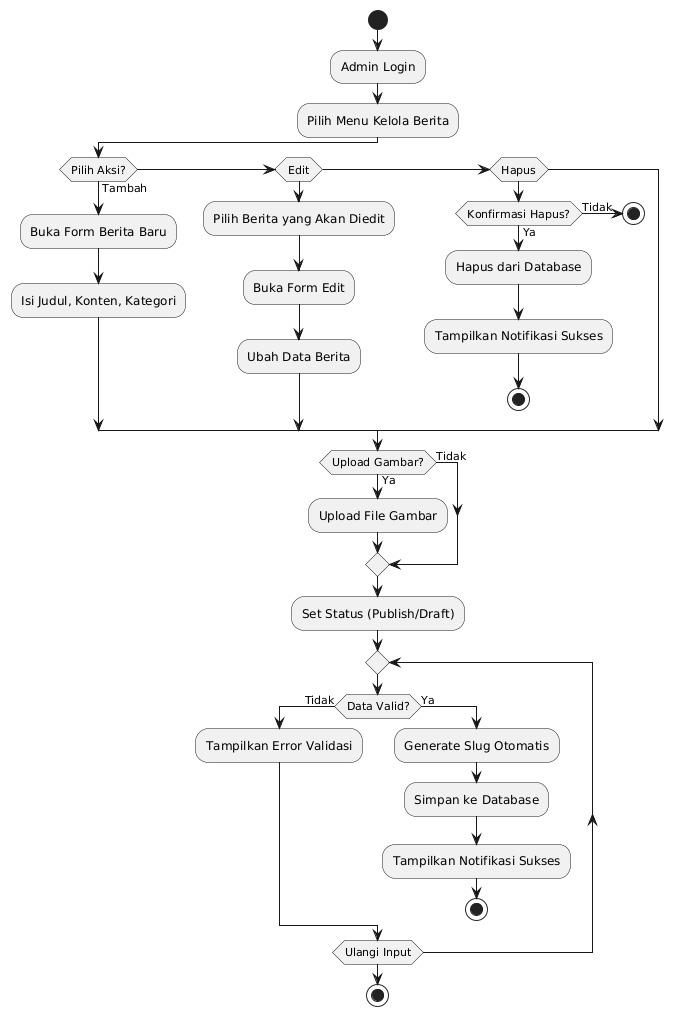 Admin Login
Pilih Menu Kelola Berita
Pilih Aksi?
Tambah
Buka Form Berita Baru
Isi Judul, Konten, Kategori
Edit
Pilih Berita yang Akan Diedit
Buka Form Edit
Ubah Data Berita
Hapus
Konfirmasi Hapus?
Tidak
Ya
Hapus dari Database
Tampilkan Notifikasi Sukses
Upload Gambar?
Tidak
Ya
Upload File Gambar
Set Status (Publish/Draft)
Data Valid?
Tidak
Ya
Tampilkan Error Validasi
Generate Slug Otomatis
Simpan ke Database
Tampilkan Notifikasi Sukses
Ulangi Input